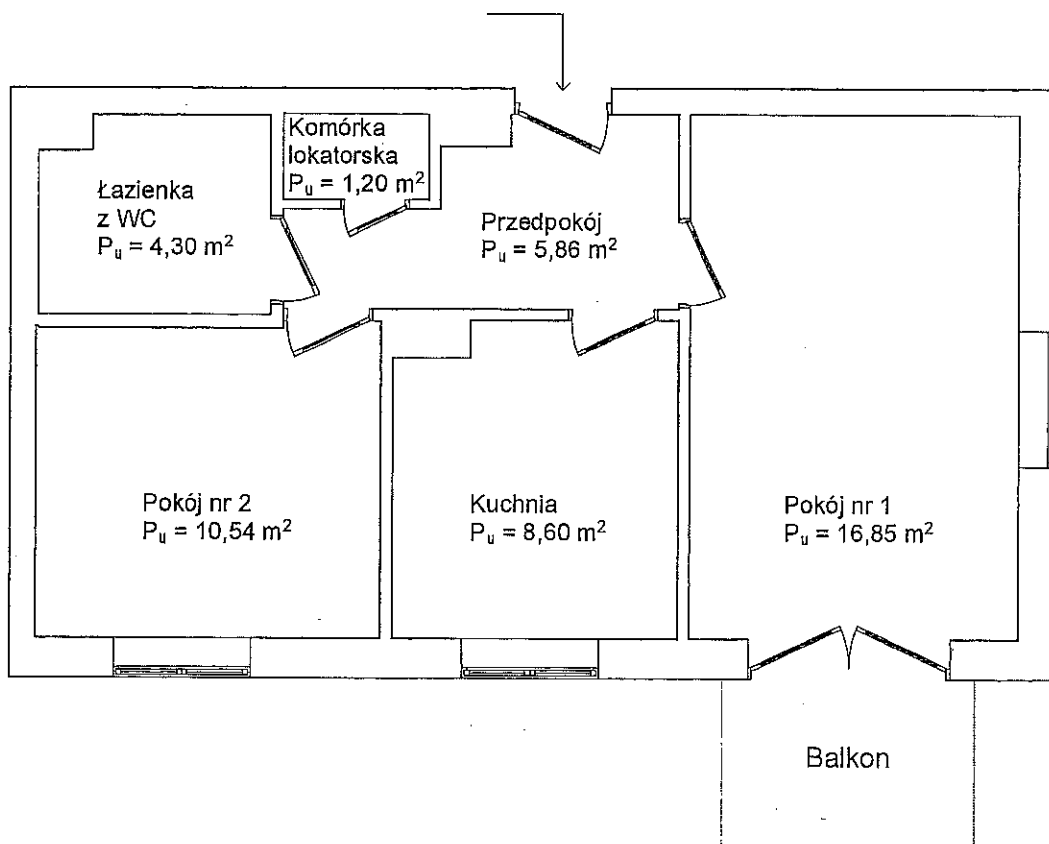 Komórka
lokatorska
Pu = 1,20 m²
Łazienka
z WC
Pu = 4,30 m²
Przedpokój
Pu = 5,86 m²
Pokój nr 2
Pu = 10,54 m²
Kuchnia
Pu = 8,60 m²
Pokój nr 1
Pu = 16,85 m²
Balkon